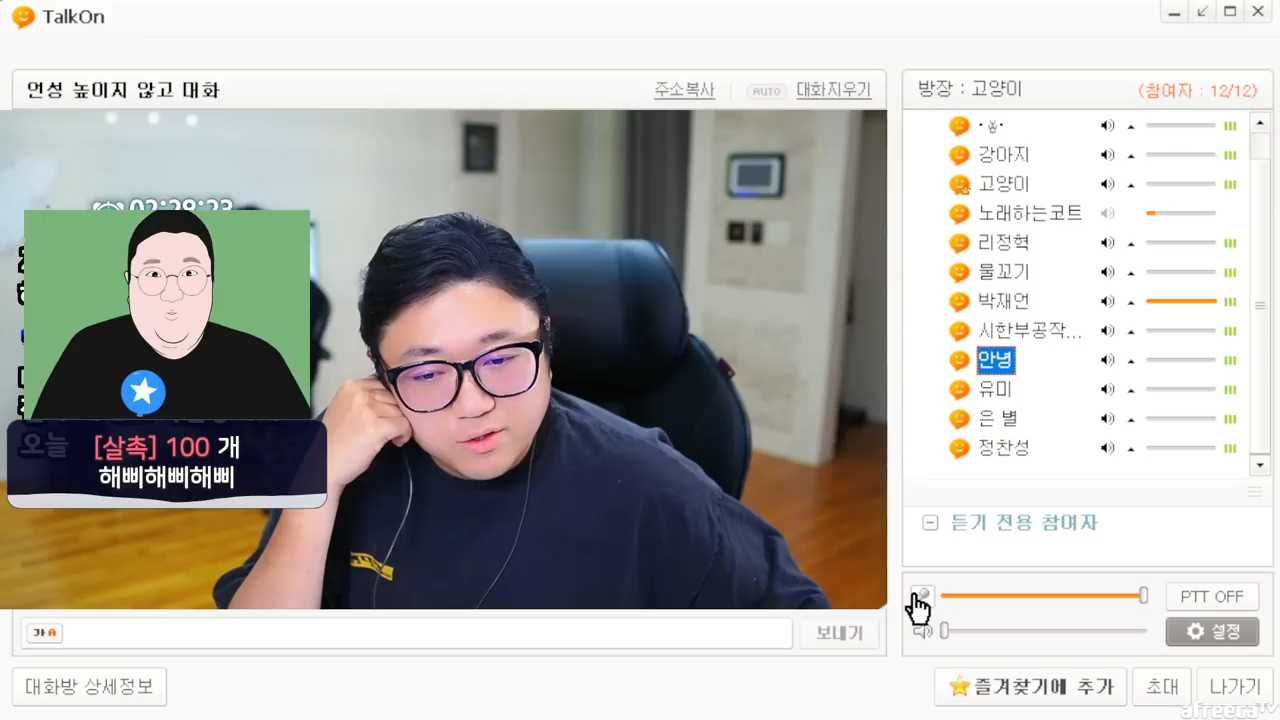 TalkOn
언성 높이지 않고 대화
주소복사
AUTO
대화지우기
02:28:23
오늘
[살촉] 100 개
해삐해삐해삐
가A
보내기
대화방 상세정보
방장 : 고양이
(참여자 : 12/12)
강아지
고양이
노래하는코트
리정혁
물꼬기
박재언
시한부공작...
안녕
유미
은 별
정찬성
듣기 전용 참여자
PTT OFF
설정
즐겨찾기에 추가
초대
나가기
afreecaTV